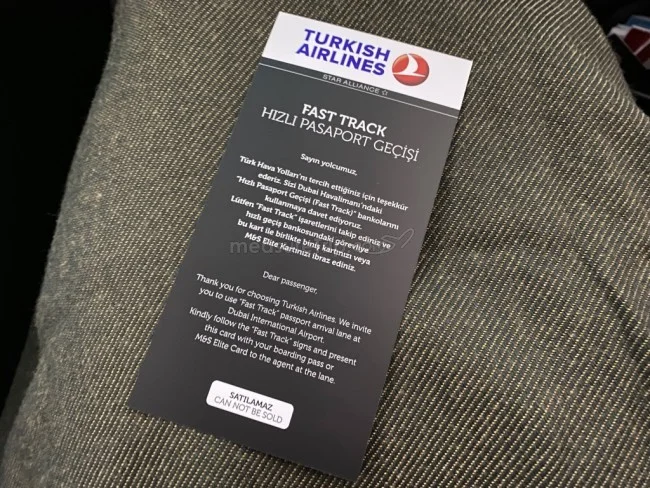 TURKISH
AIRLINES
STAR ALLIANCE
FAST TRACK
HIZLI PASAPORT GEÇİŞİ
Sayın yolcumuz,
Türk Hava Yolları'nı tercih ettiğiniz için teşekkür
ederiz. Sizi Dubai Havalimanı'ndaki
"Hızlı Pasaport Geçişi (Fast Track)" bankolarını
kullanmaya davet ediyoruz.
Lütfen "Fast Track" işaretlerini takip ediniz ve
hızlı geçiş bankosundaki görevliye
bu kart ile birlikte biniş kartınızı veya
M&S Elite Kartınızı ibraz ediniz.
Dear passenger,
Thank you for choosing Turkish Airlines. We invite
you to use "Fast Track" passport arrival lane at
Dubai International Airport.
Kindly follow the "Fast Track" signs and present
this card with your boarding pass or
M&S Elite Card to the agent at the lane.
SATILAMAZ
CAN NOT BE SOLD